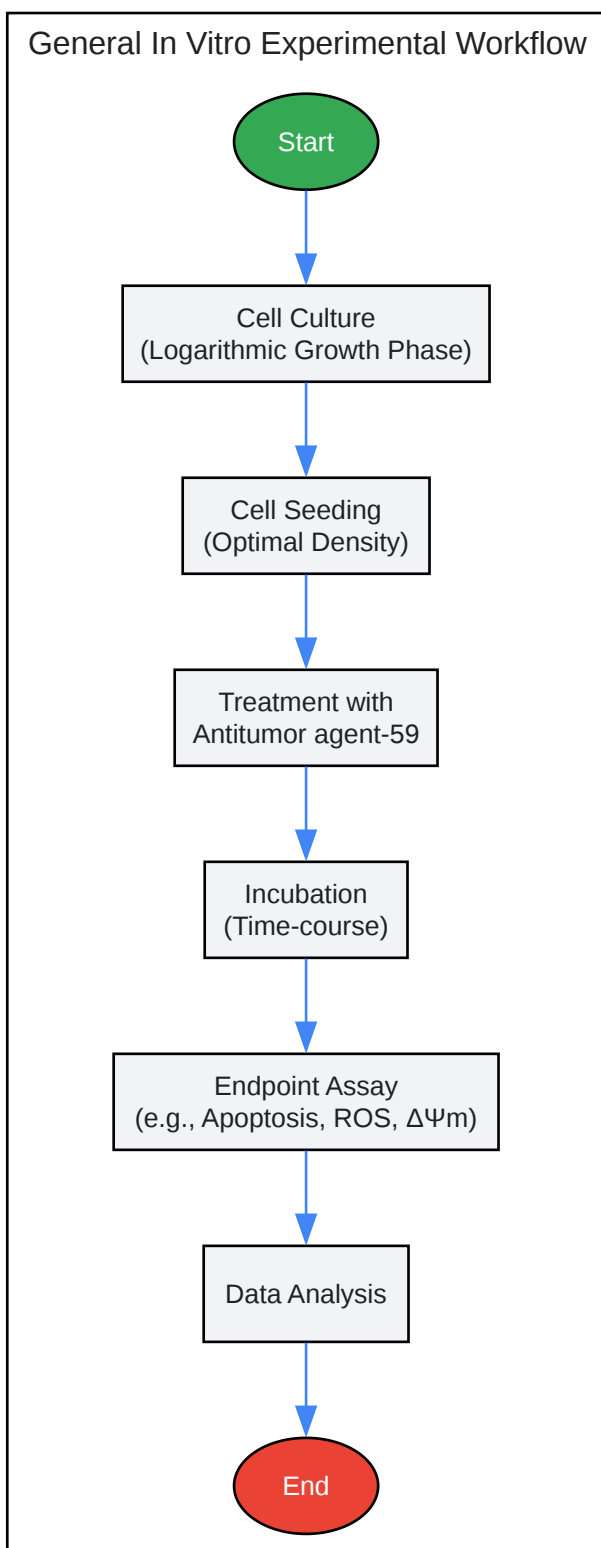 General In Vitro Experimental Workflow
Start
Cell Culture
(Logarithmic Growth Phase)
Cell Seeding
(Optimal Density)
Treatment with
Antitumor agent-59
Incubation
(Time-course)
Endpoint Assay
(e.g., Apoptosis, ROS, ΔΨm)
Data Analysis
End